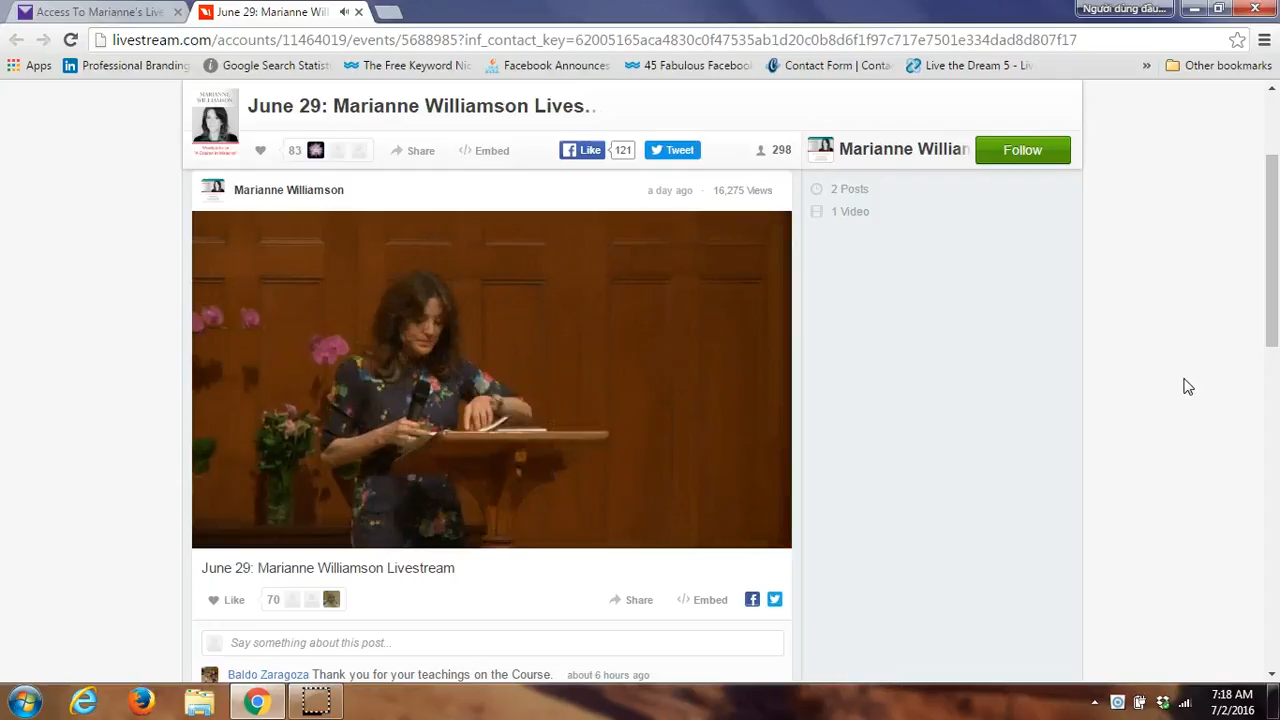 Access To Marianne's Live
June 29: Marianne Will
Người dùng đầu...
livestream.com/accounts/11464019/events/5688985?inf_contact_key=62005165aca4830c0f47535ab1d20c0b8d6f1f97c717e7501e334dad8d807f17
Apps
Professional Branding
Google Search Statist
The Free Keyword Nic
Facebook Announces
45 Fabulous Facebook
Contact Form | Conta
Live the Dream 5 - Liv
»
Other bookmarks
MARIANNE
WILLIAMSON
June 29: Marianne Williamson Lives...
83
Share
</> Embed
Like
121
Tweet
298
Marianne Willian
Follow
Marianne Williamson
a day ago · 16,275 Views
2 Posts
1 Video
June 29: Marianne Williamson Livestream
Like
70
Share
</> Embed
Say something about this post...
Baldo Zaragoza Thank you for your teachings on the Course. about 6 hours ago
7:18 AM
7/2/2016